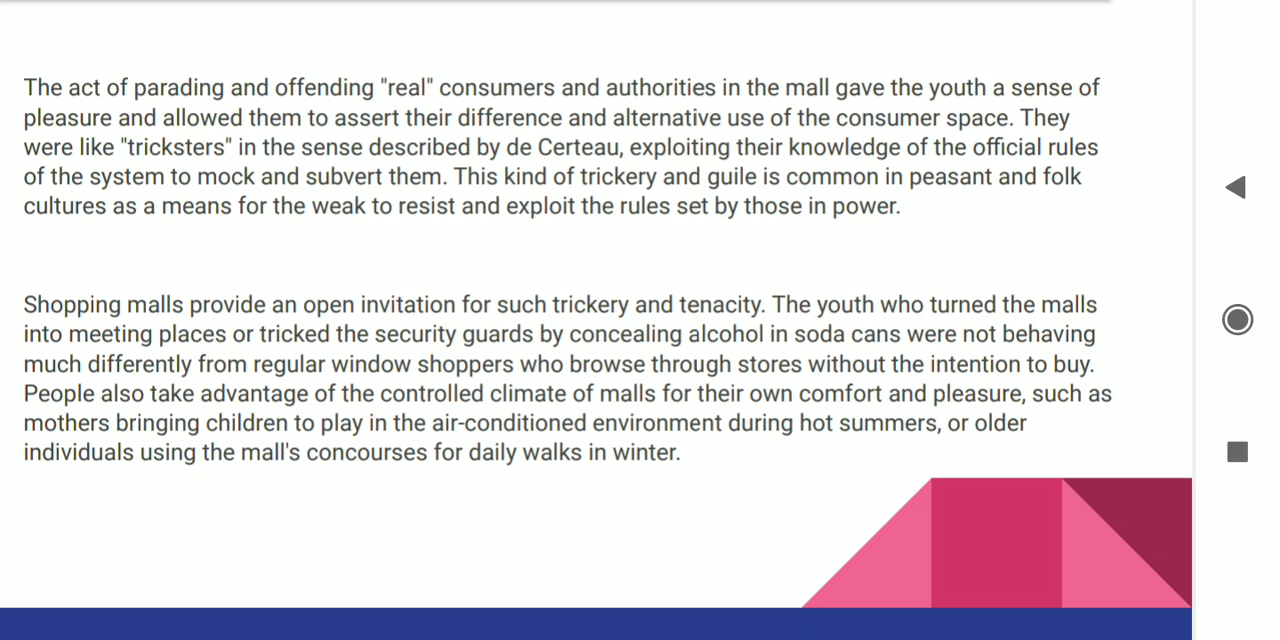 The act of parading and offending "real" consumers and authorities in the mall gave the youth a sense of
pleasure and allowed them to assert their difference and alternative use of the consumer space. They
were like "tricksters" in the sense described by de Certeau, exploiting their knowledge of the official rules
of the system to mock and subvert them. This kind of trickery and guile is common in peasant and folk
cultures as a means for the weak to resist and exploit the rules set by those in power.
Shopping malls provide an open invitation for such trickery and tenacity. The youth who turned the malls
into meeting places or tricked the security guards by concealing alcohol in soda cans were not behaving
much differently from regular window shoppers who browse through stores without the intention to buy.
People also take advantage of the controlled climate of malls for their own comfort and pleasure, such as
mothers bringing children to play in the air-conditioned environment during hot summers, or older
individuals using the mall's concourses for daily walks in winter.